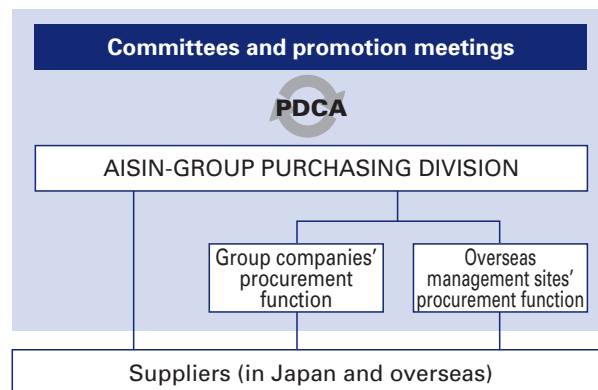 Committees and promotion meetings
PDCA
AISIN-GROUP PURCHASING DIVISION
Group companies’
procurement
function
Overseas
management sites’
procurement function
Suppliers (in Japan and overseas)